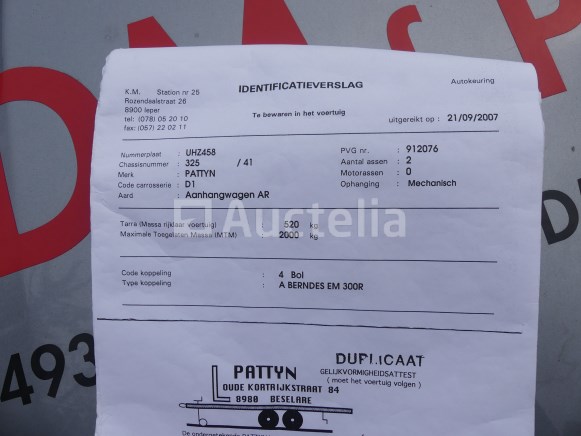 K.M. Station nr 25
Rozendaalstraat 26
8900 Ieper
tel: (078) 05 20 10
fax: (057) 22 02 11
IDENTIFICATIEVERSLAG
Te bewaren in het voertuig
Autokeuring
uitgereikt op : 21/09/2007
Nummerplaat : UHZ458
Chassisnummer : 325 / 41
Merk : PATTYN
Code carrosserie : D1
Aard : Aanhangwagen AR
PVG nr. : 912076
Aantal assen : 2
Motorassen : 0
Ophanging : Mechanisch
Auctelia
Tarra (Massa rijklaar voertuig) : 520 kg
Maximale Toegelaten Massa (MTM) : 2000 kg
Code koppeling : 4 Bol
Type koppeling : A BERNDES EM 300R
493
PATTYN
OUDE KORTRIJKSTRAAT 84
8980 BESELARE
DUPLICAAT
GELIJKVORMIGHEIDSATTEST
( moet het voertuig volgen )
De ondergetekende